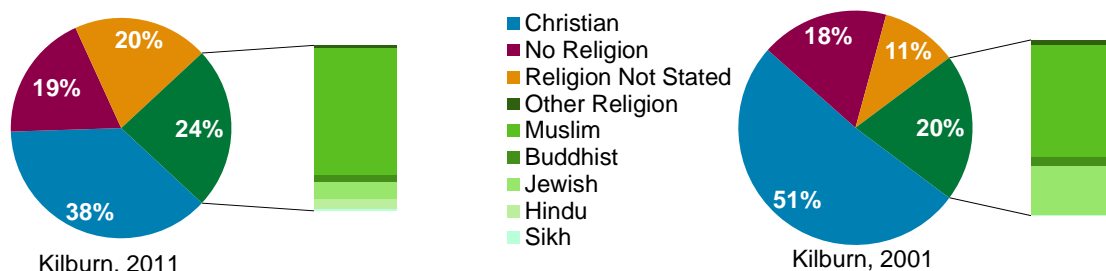 20%
19%
24%
38%
Kilburn, 2011
Christian
No Religion
Religion Not Stated
Other Religion
Muslim
Buddhist
Jewish
Hindu
Sikh
18%
11%
20%
51%
Kilburn, 2001